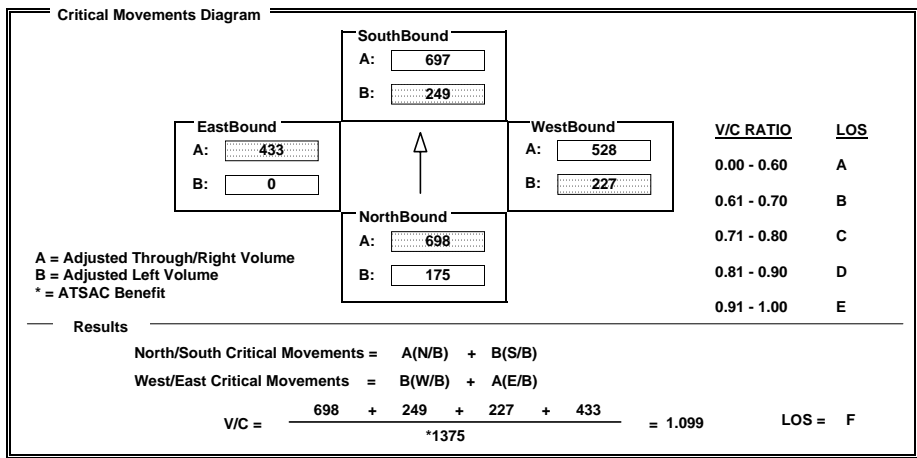 Critical Movements Diagram
SouthBound
A: 697
B: 249
EastBound
A: 433
B: 0
WestBound
A: 528
B: 227
NorthBound
A: 698
B: 175
V/C RATIO LOS
0.00 - 0.60 A
0.61 - 0.70 B
0.71 - 0.80 C
0.81 - 0.90 D
0.91 - 1.00 E
A = Adjusted Through/Right Volume
B = Adjusted Left Volume
* = ATSAC Benefit
Results
North/South Critical Movements = A(N/B) + B(S/B)
West/East Critical Movements = B(W/B) + A(E/B)
698 + 249 + 227 + 433
V/C = = 1.099 LOS = F
*1375